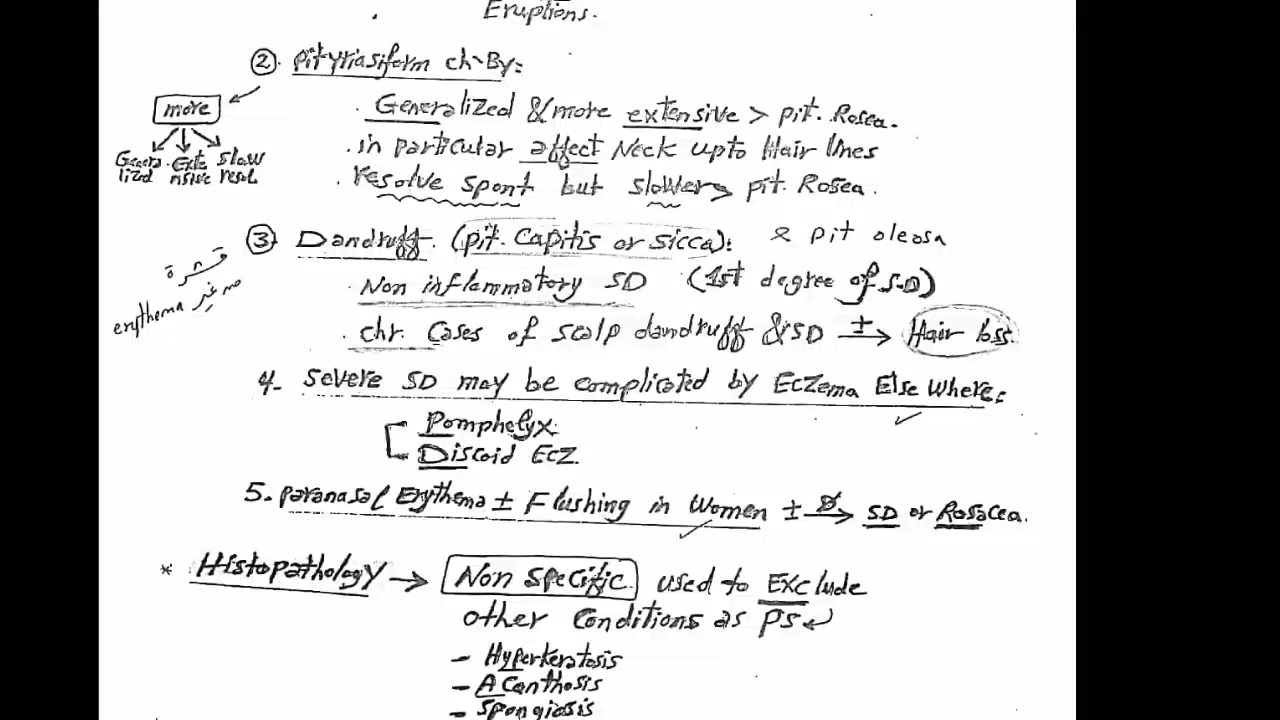 Eruptions.
② pityriasiform ch By:
more
Generalized Extensive slow resol.
. Generalized & more extensive > pit. Rosea.
. in particular affect Neck upto Hair lines
. resolve spont but slower > pit. Rosea.
③ Dandruff (pit. Capitis or sicca): & pit oleosa
قشرة
من غير erythema
Non inflammatory SD (1st degree of S.D)
. chr. Cases of scalp dandruff & SD ± → Hair loss.
4- Severe SD may be complicated by Eczema Else Where:
Pomphelyx
Discoid Ecz.
5. paranasal Erythema ± Flushing in Women ± → SD or Rosacea.
* Histopathology → Non specific. used to Exclude
other Conditions as Ps
- Hyperkeratosis
- Acanthosis
- Spongiosis